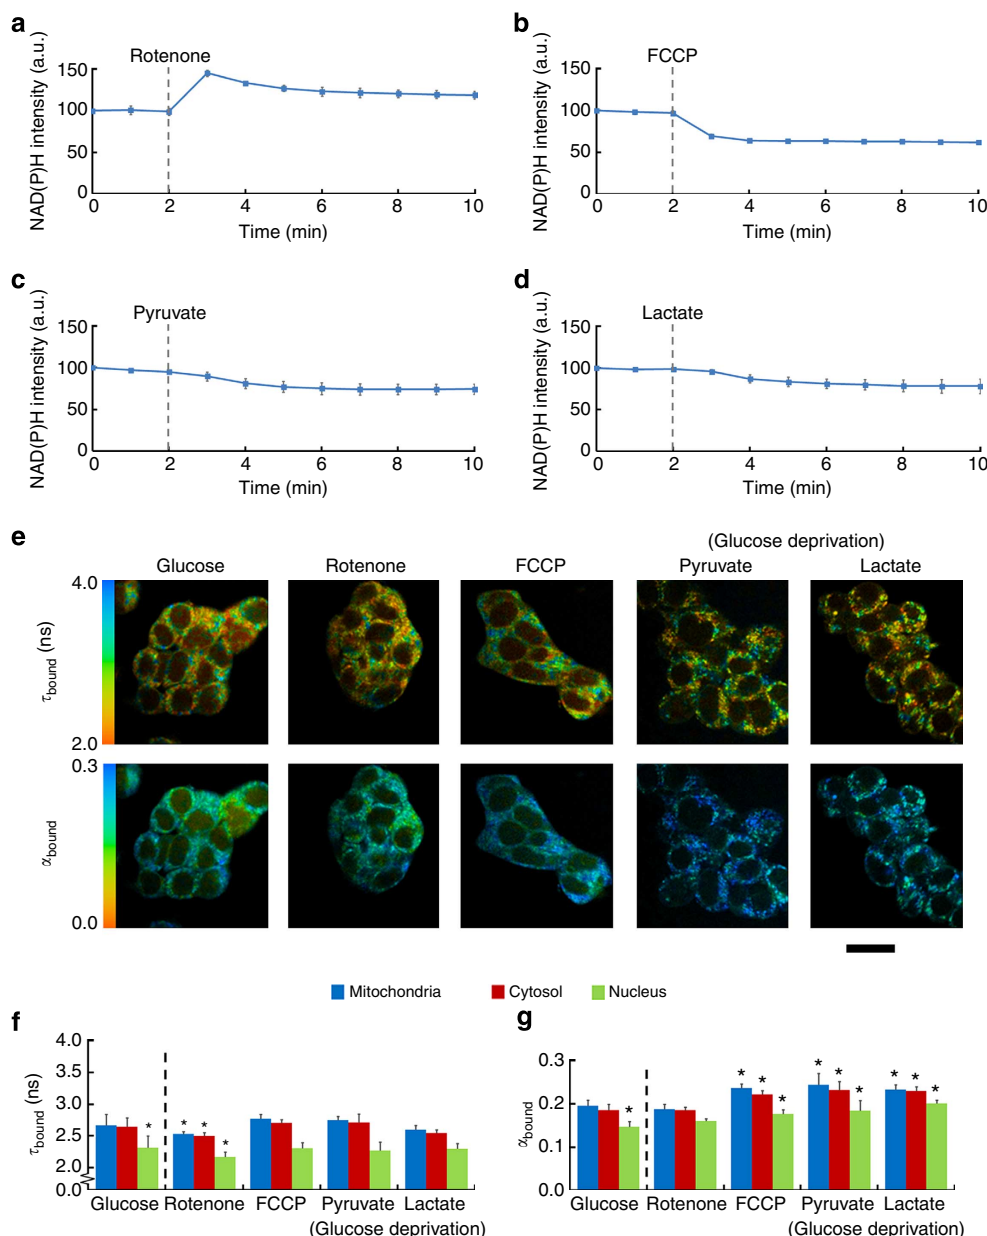 a
Rotenone
NAD(P)H intensity (a.u.)
150
100
50
0
0 2 4 6 8 10
Time (min)
b
FCCP
NAD(P)H intensity (a.u.)
150
100
50
0
0 2 4 6 8 10
Time (min)
c
Pyruvate
NAD(P)H intensity (a.u.)
150
100
50
0
0 2 4 6 8 10
Time (min)
d
Lactate
NAD(P)H intensity (a.u.)
150
100
50
0
0 2 4 6 8 10
Time (min)
e
(Glucose deprivation)
Glucose Rotenone FCCP Pyruvate Lactate
4.0
τbound (ns)
2.0
0.3
αbound
0.0
Mitochondria Cytosol Nucleus
f
4.0
3.5
3.0
2.5
2.0
0.0
τbound (ns)
* * * *
Glucose Rotenone FCCP Pyruvate Lactate
(Glucose deprivation)
g
0.3
0.2
0.1
0.0
αbound
* * * * * * * * * *
Glucose Rotenone FCCP Pyruvate Lactate
(Glucose deprivation)